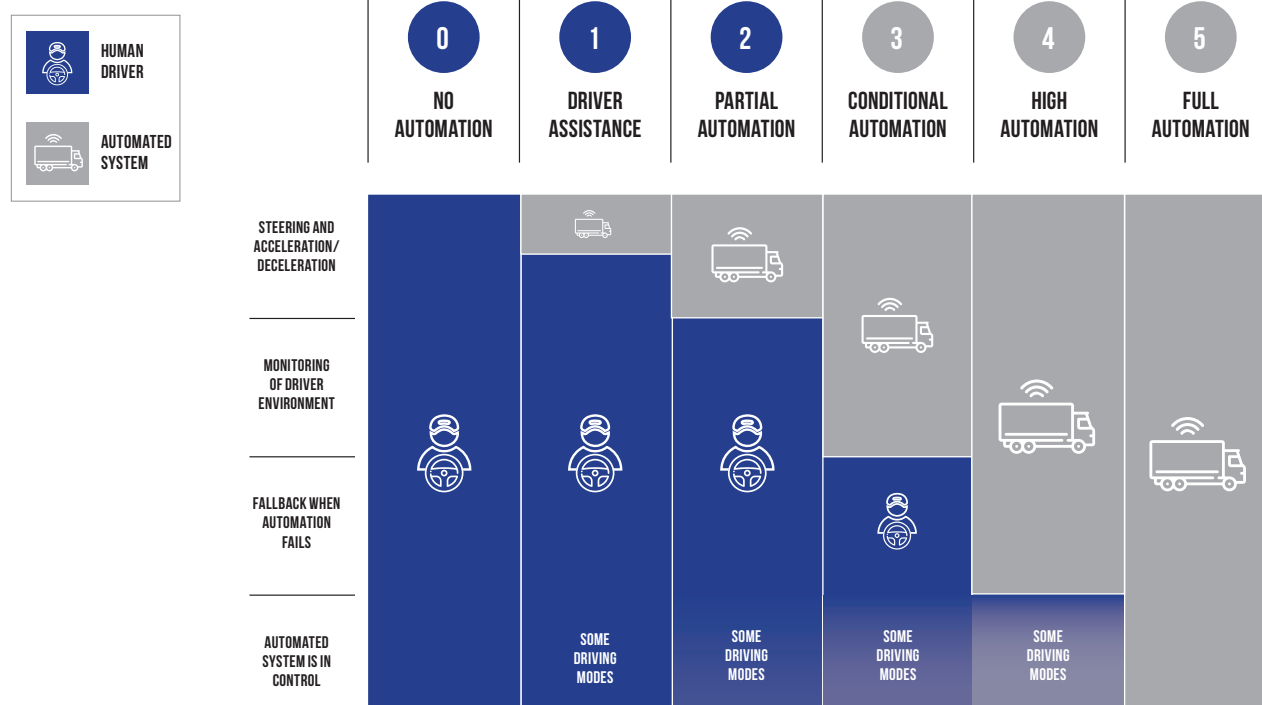 HUMAN
DRIVER
AUTOMATED
SYSTEM
0
NO
AUTOMATION
1
DRIVER
ASSISTANCE
2
PARTIAL
AUTOMATION
3
CONDITIONAL
AUTOMATION
4
HIGH
AUTOMATION
5
FULL
AUTOMATION
STEERING AND
ACCELERATION/
DECELERATION
MONITORING
OF DRIVER
ENVIRONMENT
FALLBACK WHEN
AUTOMATION
FAILS
AUTOMATED
SYSTEM IS IN
CONTROL
SOME
DRIVING
MODES
SOME
DRIVING
MODES
SOME
DRIVING
MODES
SOME
DRIVING
MODES